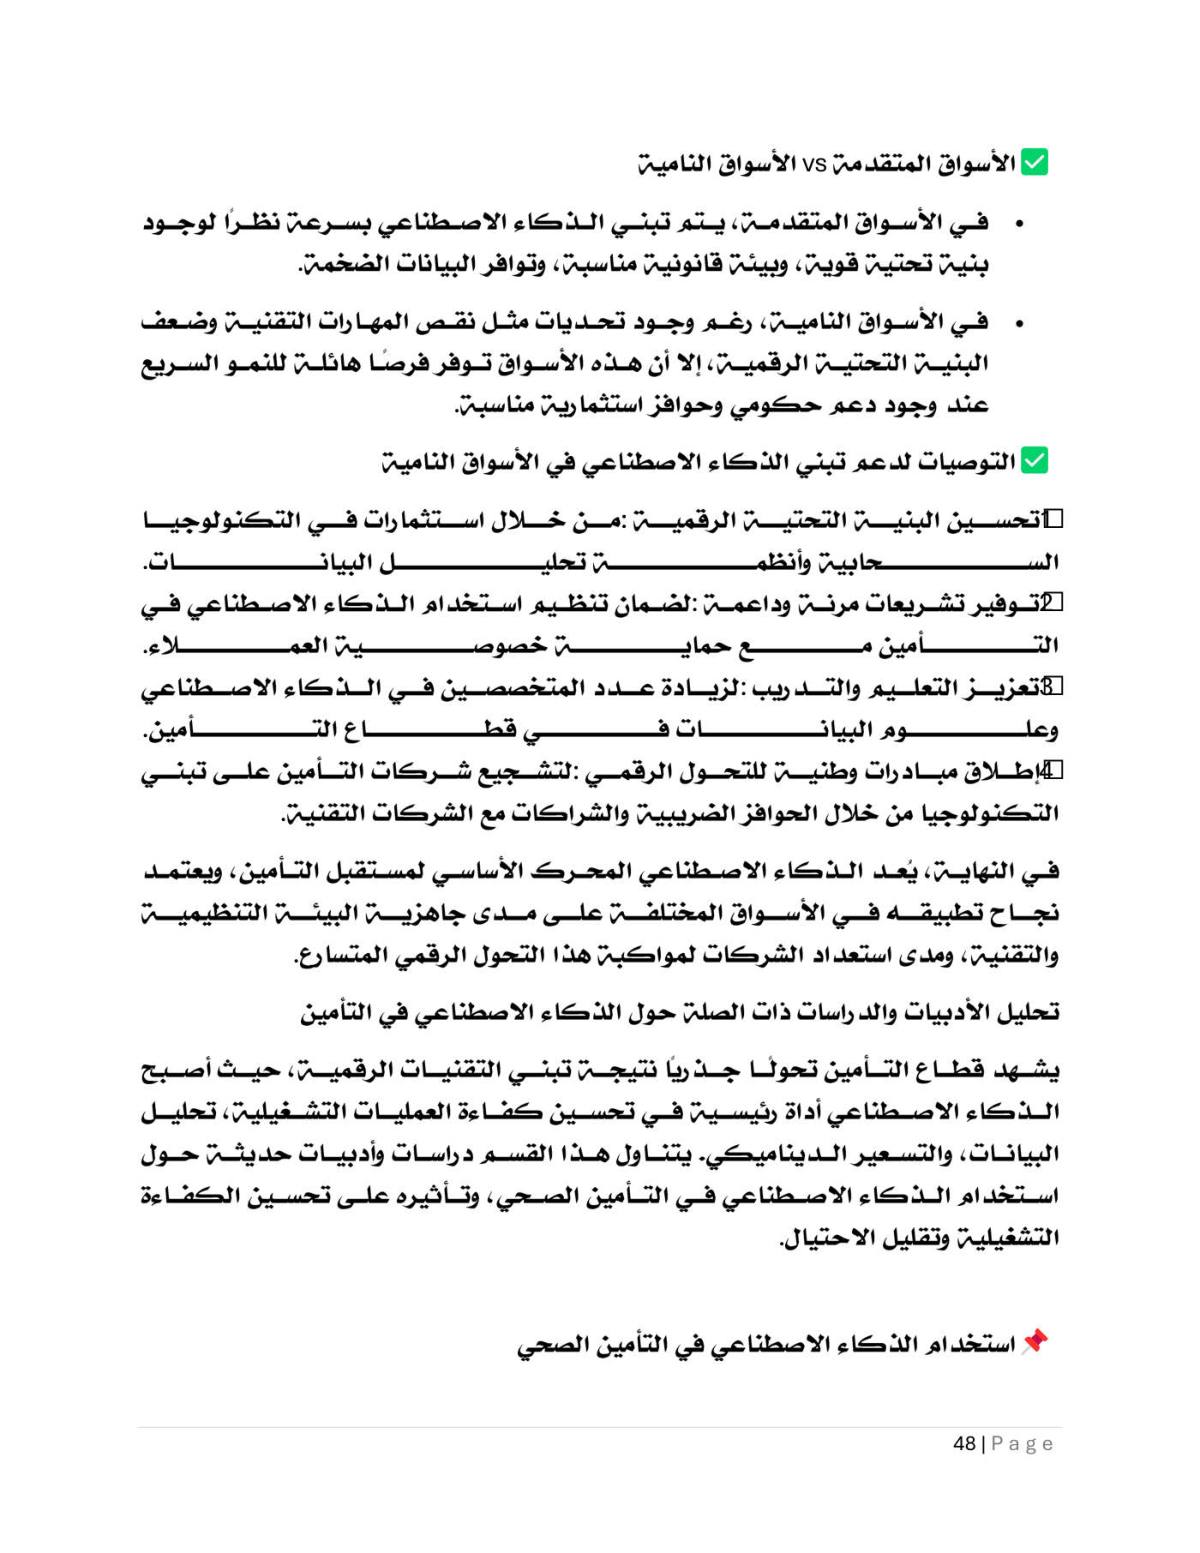 ✅ الأسواق المتقدمة vs الأسواق النامية
• في الأسواق المتقدمة، يتم تبني الذكاء الاصطناعي بسرعة نظرًا لوجود
بنية تحتية قوية، وبيئة قانونية مناسبة، وتوافر البيانات الضخمة.
• في الأسواق النامية، رغم وجود تحديات مثل نقص المهارات التقنية وضعف
البنية التحتية الرقمية، إلا أن هذه الأسواق توفر فرصًا هائلة للنمو السريع
عند وجود دعم حكومي وحوافز استثمارية مناسبة.
✅ التوصيات لدعم تبني الذكاء الاصطناعي في الأسواق النامية
1تحسين البنية التحتية الرقمية :من خلال استثمارات في التكنولوجيا
السحابية وأنظمة تحليل البيانات.
2توفير تشريعات مرنة وداعمة :لضمان تنظيم استخدام الذكاء الاصطناعي في
التأمين مع حماية خصوصية العملاء.
3تعزيز التعليم والتدريب :لزيادة عدد المتخصصين في الذكاء الاصطناعي
وعلوم البيانات في قطاع التأمين.
4إطلاق مبادرات وطنية للتحول الرقمي :لتشجيع شركات التأمين على تبني
التكنولوجيا من خلال الحوافز الضريبية والشراكات مع الشركات التقنية.
في النهاية، يُعد الذكاء الاصطناعي المحرك الأساسي لمستقبل التأمين، ويعتمد
نجاح تطبيقه في الأسواق المختلفة على مدى جاهزية البيئة التنظيمية
والتقنية، ومدى استعداد الشركات لمواكبة هذا التحول الرقمي المتسارع.
تحليل الأدبيات والدراسات ذات الصلة حول الذكاء الاصطناعي في التأمين
يشهد قطاع التأمين تحولًا جذريًا نتيجة تبني التقنيات الرقمية، حيث أصبح
الذكاء الاصطناعي أداة رئيسية في تحسين كفاءة العمليات التشغيلية، تحليل
البيانات، والتسعير الديناميكي. يتناول هذا القسم دراسات وأدبيات حديثة حول
استخدام الذكاء الاصطناعي في التأمين الصحي، وتأثيره على تحسين الكفاءة
التشغيلية وتقليل الاحتيال.
📌 استخدام الذكاء الاصطناعي في التأمين الصحي
48 | Page